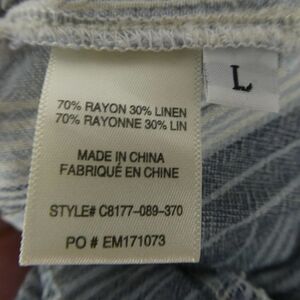 L
70% RAYON 30% LINEN
70% RAYONNE 30% LIN
MADE IN CHINA
FABRIQUÉ EN CHINE
STYLE# C8177-089-370
PO # EM171073